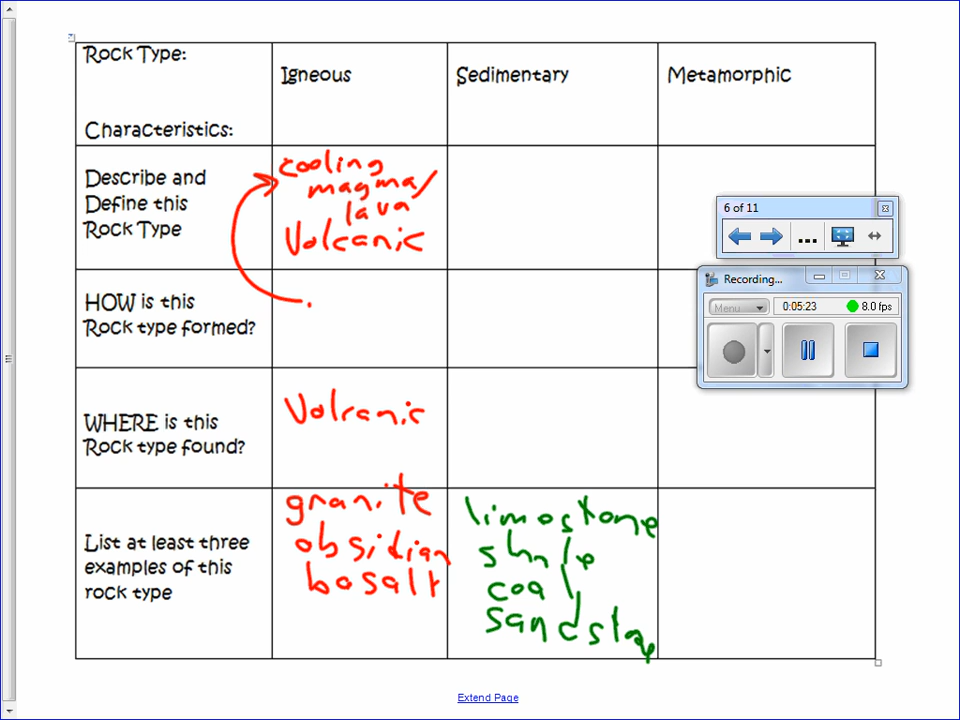 Rock Type:
Igneous
Sedimentary
Metamorphic
Characteristics:
Describe and
Define this
Rock Type
cooling
magma/
lava
Volcanic
6 of 11
...
Recording...
Menu
0:05:23
8.0 fps
HOW is this
Rock type formed?
WHERE is this
Rock type found?
Volcanic
List at least three
examples of this
rock type
granite
obsidian
basalt
limostone
shale
coal
sandstone
Extend Page